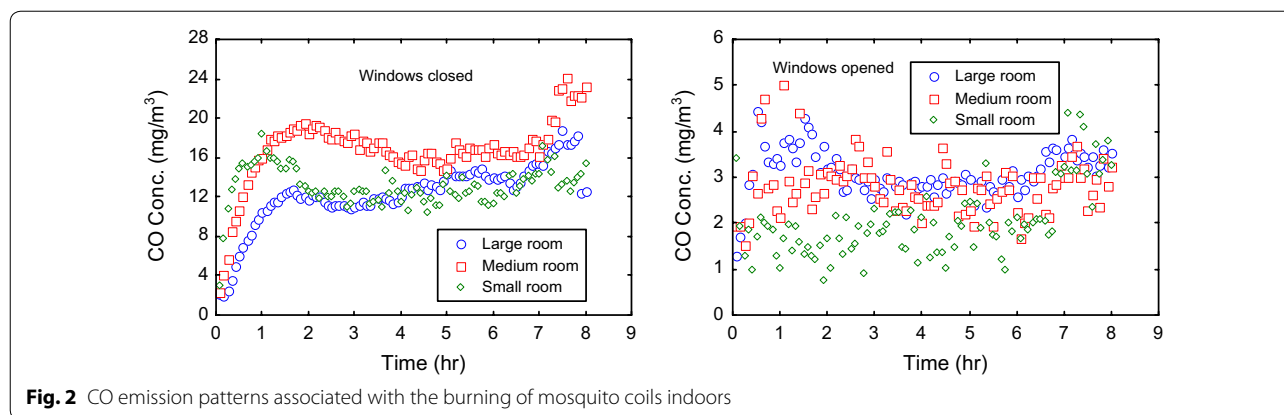 28
24
20
16
12
8
4
0
CO Conc. (mg/m³)
Windows closed
Large room
Medium room
Small room
0 1 2 3 4 5 6 7 8 9
Time (hr)
6
5
4
3
2
1
0
CO Conc. (mg/m³)
Windows opened
Large room
Medium room
Small room
0 1 2 3 4 5 6 7 8 9
Time (hr)
Fig. 2 CO emission patterns associated with the burning of mosquito coils indoors